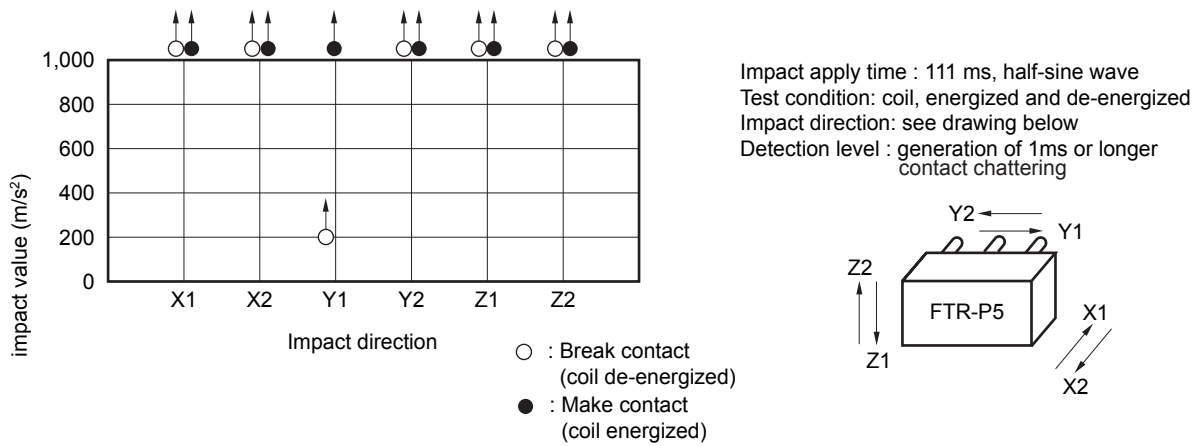 1,000
800
600
400
200
0
impact value (m/s²)
X1 X2 Y1 Y2 Z1 Z2
Impact direction
: Break contact
(coil de-energized)
: Make contact
(coil energized)
Impact apply time : 111 ms, half-sine wave
Test condition: coil, energized and de-energized
Impact direction: see drawing below
Detection level : generation of 1ms or longer
contact chattering
Y2
Y1
Z2
FTR-P5
X1
Z1
X2